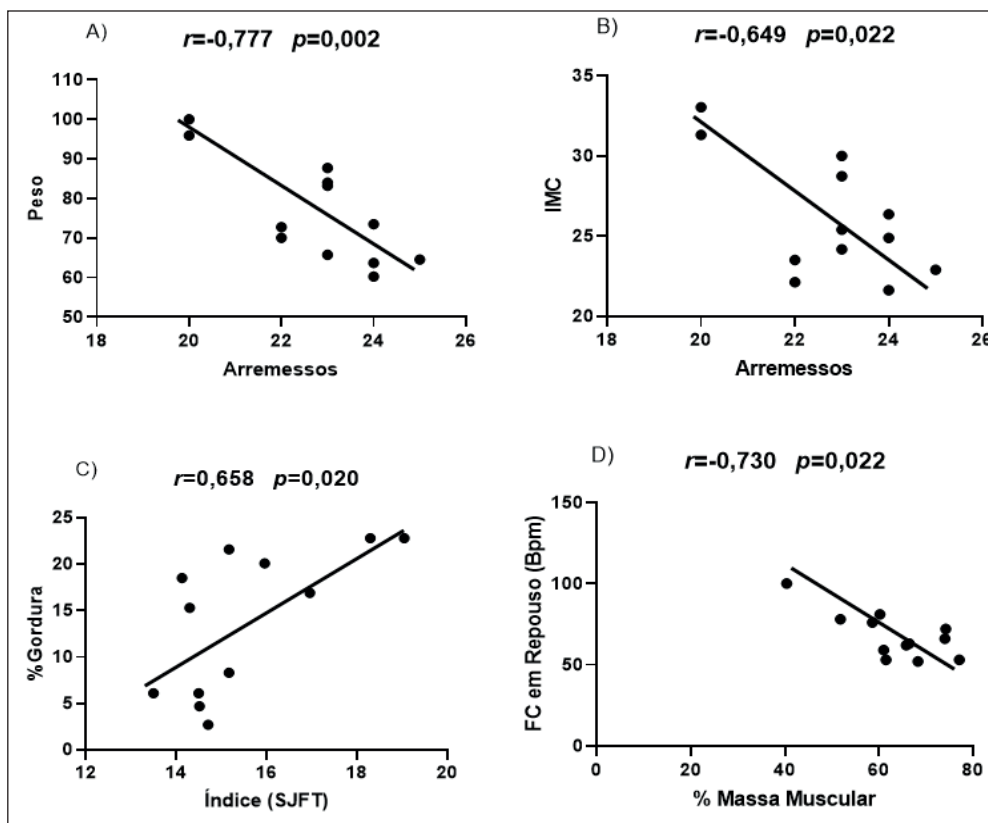 A)
r=-0,777 p=0,002
110
100
90
80
70
60
50
Peso
18 20 22 24 26
Arremessos
B)
r=-0,649 p=0,022
35
30
25
20
IMC
18 20 22 24 26
Arremessos
C)
r=0,658 p=0,020
25
20
15
10
5
0
%Gordura
12 14 16 18 20
Índice (SJFT)
D)
r=-0,730 p=0,022
150
100
50
0
FC em Repouso (Bpm)
0 20 40 60 80
% Massa Muscular